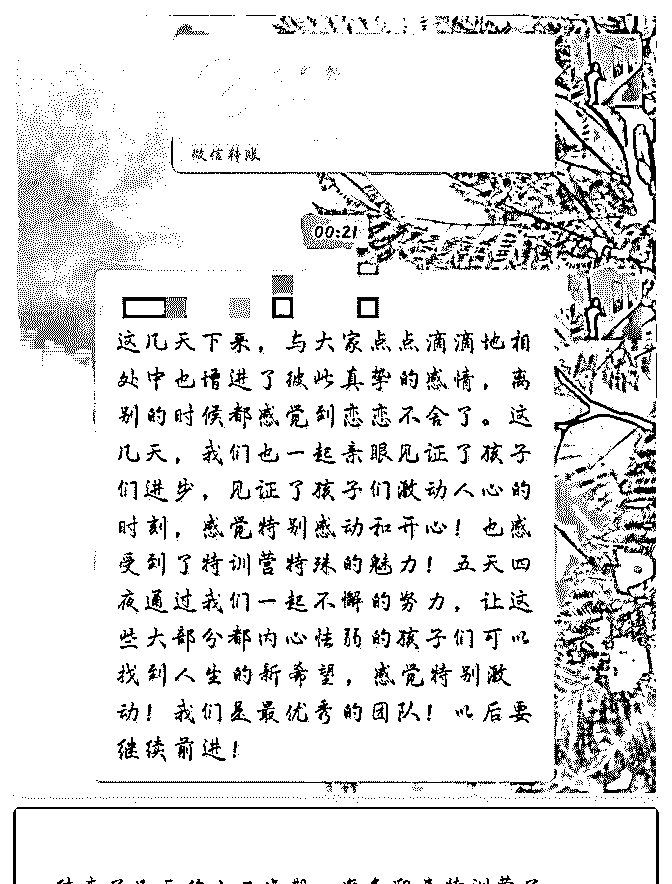 微信转账
00:21
这几天下来，与大家点点滴滴地相
处中也增进了彼此真挚的感情，离
别的时候都感觉到恋恋不舍了。这
几天，我们也一起亲眼见证了孩子
们进步，见证了孩子们激动人心的
时刻，感觉特别感动和开心！也感
受到了特训营特殊的魅力！五天四
夜通过我们一起不懈的努力，让这
些大部分都内心怯弱的孩子们可以
找到人生的新希望，感觉特别激
动！我们是最优秀的团队！以后要
继续前进！